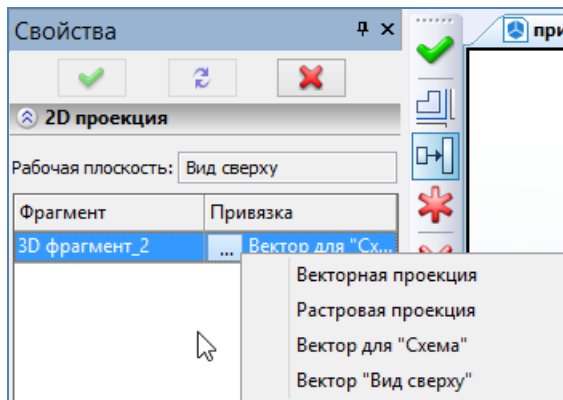 Свойства
при
2D проекция
Рабочая плоскость: Вид сверху
Фрагмент Привязка
3D фрагмент_2 ... Вектор для "Сх...
Векторная проекция
Растровая проекция
Вектор для "Схема"
Вектор "Вид сверху"